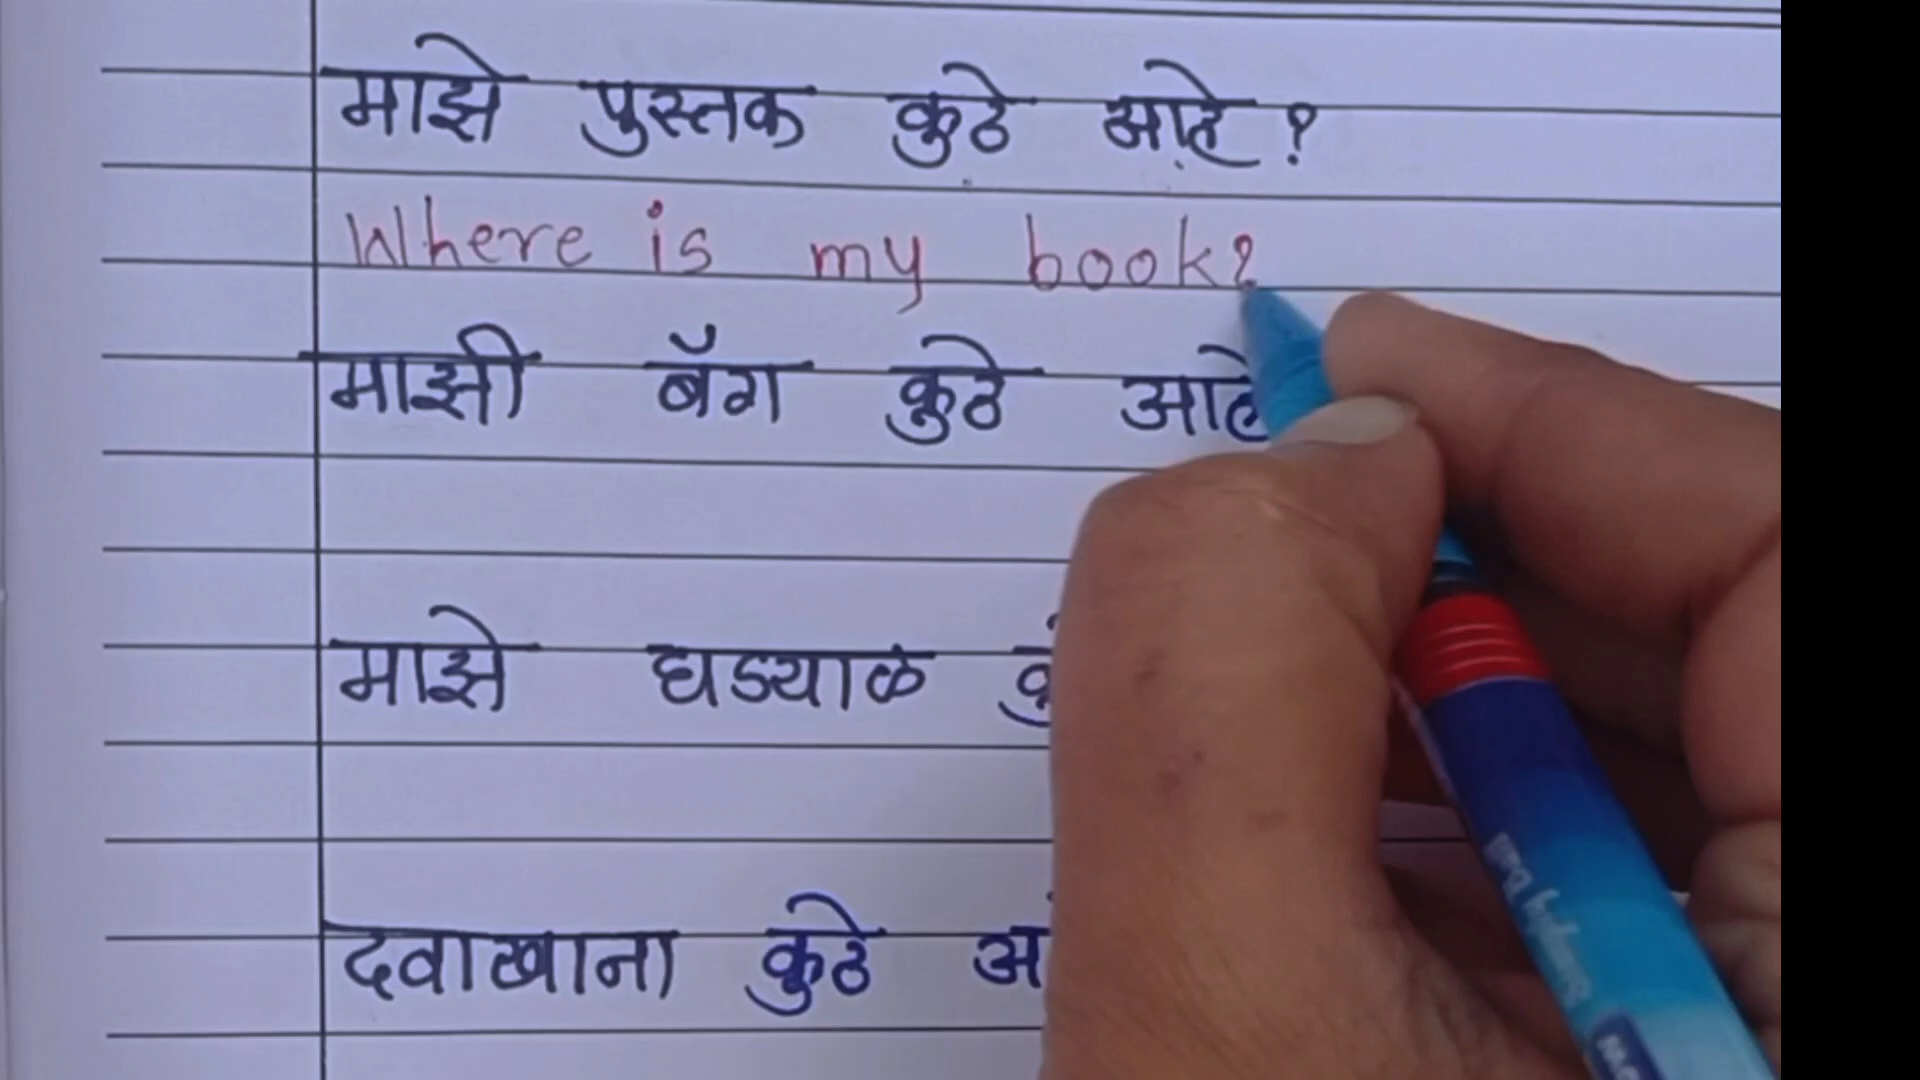 माझे पुस्तक कुठे आहे ?
Where is my book?
माझी बॅग कुठे
माझे घड्याळ
दवाखाना कुठे